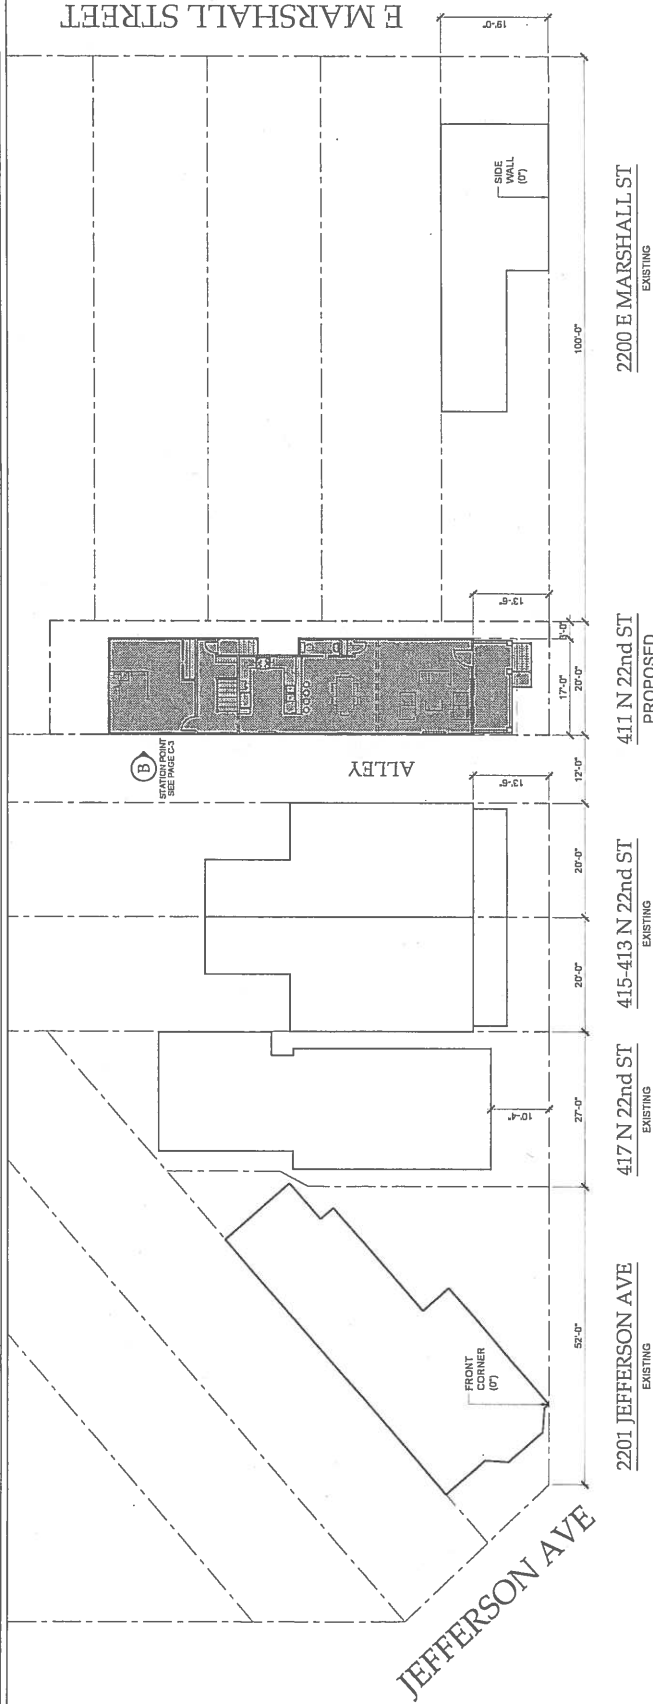 E MARSHALL STREET
19'-0"
SIDE
WALL
(0")
100'-0"
2200 E MARSHALL ST
EXISTING
13'-6"
3'-0"
17'-0"
20'-0"
411 N 22nd ST
PROPOSED
B
STATION POINT
SEE PAGE C-3
ALLEY
12'-0"
13'-6"
20'-0"
20'-0"
415-413 N 22nd ST
EXISTING
10'-4"
27'-0"
417 N 22nd ST
EXISTING
FRONT
CORNER
(0")
52'-0"
2201 JEFFERSON AVE
EXISTING
JEFFERSON AVE